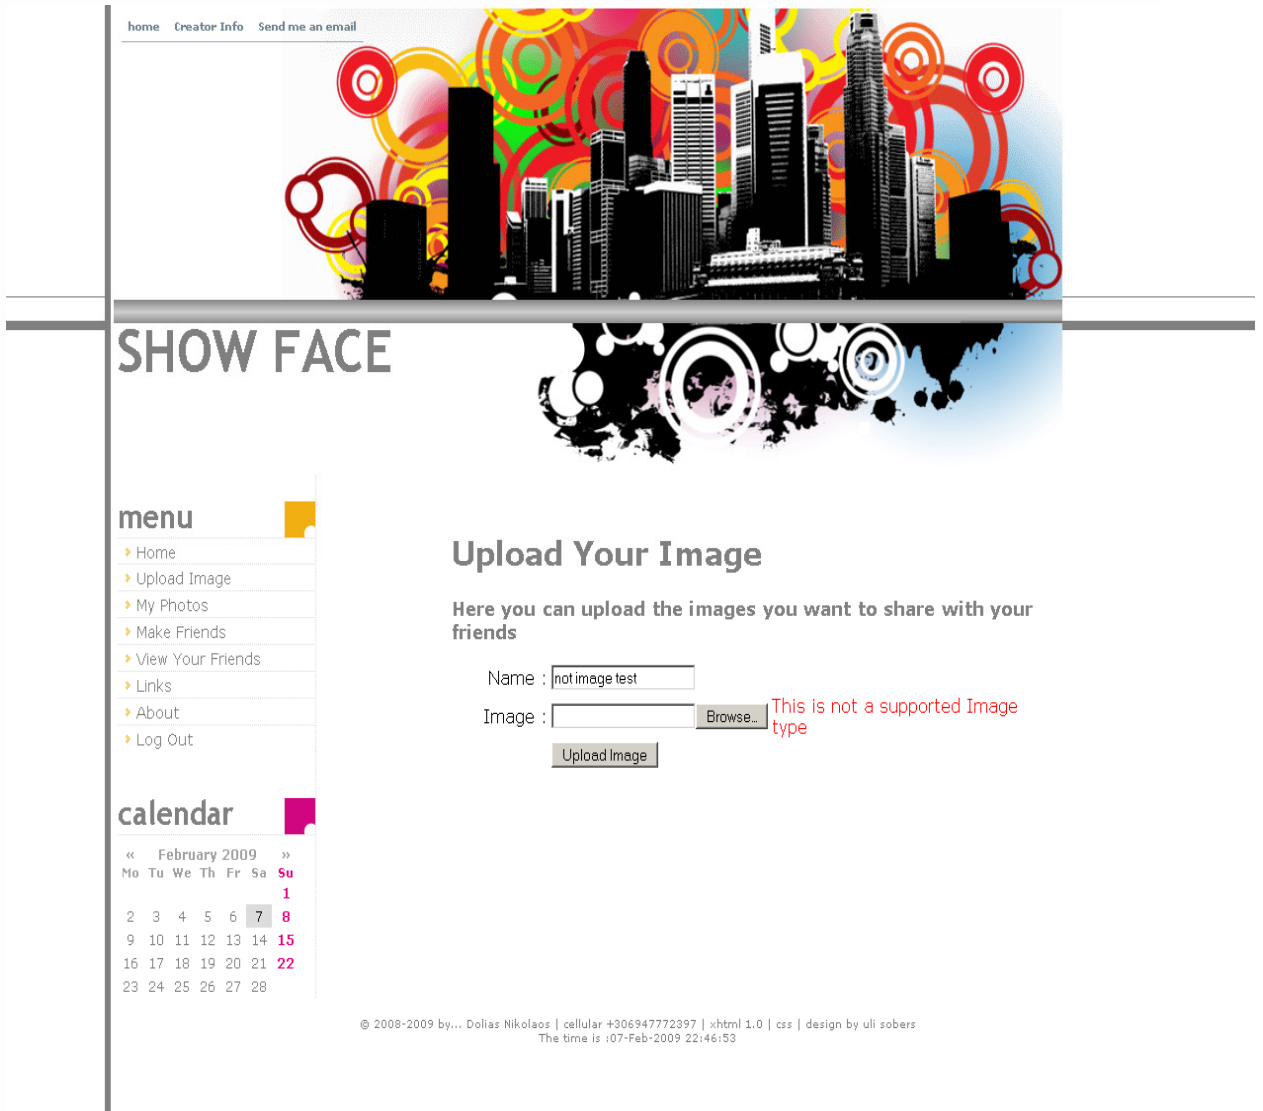 home Creator Info Send me an email
SHOW FACE
menu
Home
Upload Image
My Photos
Make Friends
View Your Friends
Links
About
Log Out
calendar
« February 2009 »
Mo Tu We Th Fr Sa Su
1
2 3 4 5 6 7 8
9 10 11 12 13 14 15
16 17 18 19 20 21 22
23 24 25 26 27 28
Upload Your Image
Here you can upload the images you want to share with your
friends
Name : not image test
Image : Browse... This is not a supported Image
type
Upload Image
© 2008-2009 by... Dolias Nikolaos | cellular +306947772397 | xhtml 1.0 | css | design by uli sobers
The time is :07-Feb-2009 22:46:53